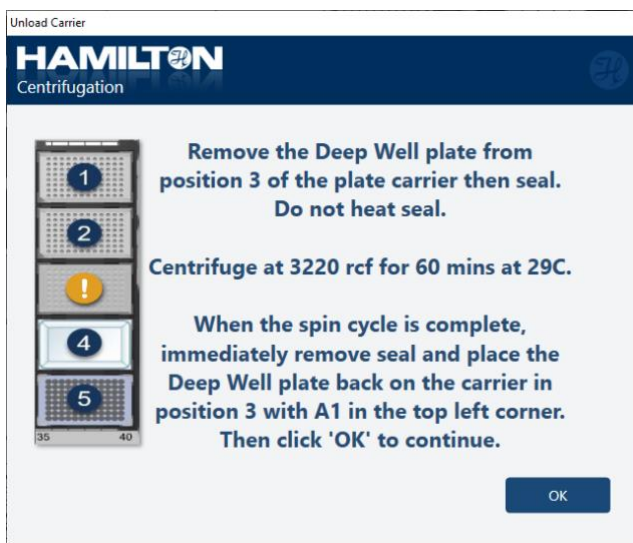 Unload Carrier
HAMILTON
Centrifugation
1
2
!
4
5
35 40
Remove the Deep Well plate from
position 3 of the plate carrier then seal.
Do not heat seal.
Centrifuge at 3220 rcf for 60 mins at 29C.
When the spin cycle is complete,
immediately remove seal and place the
Deep Well plate back on the carrier in
position 3 with A1 in the top left corner.
Then click 'OK' to continue.
OK